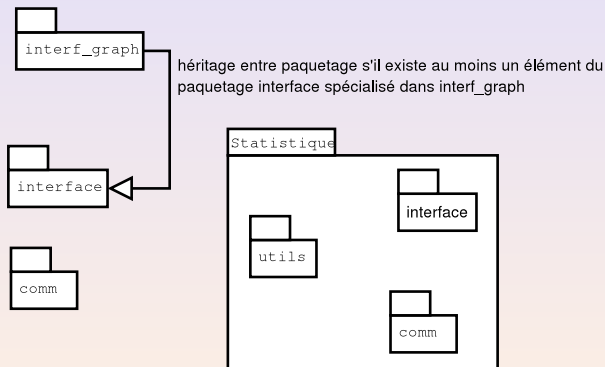 interf_graph
héritage entre paquetage s'il existe au moins un élément du
paquetage interface spécialisé dans interf_graph
Statistique
interface
interface
utils
comm
comm